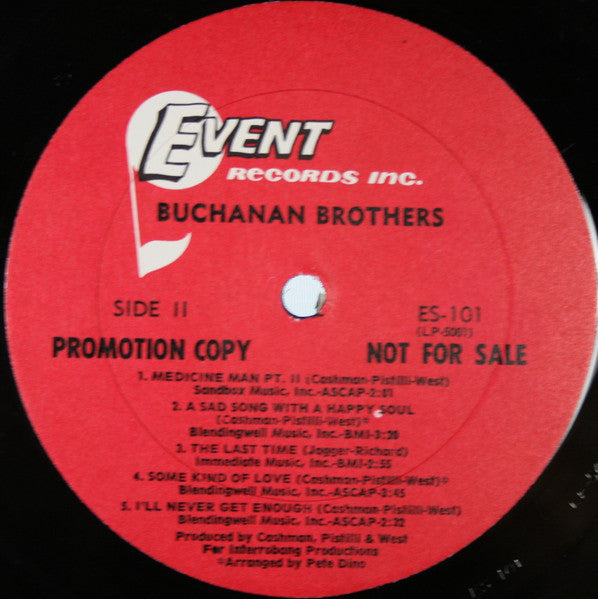 EVENT
RECORDS INC.
BUCHANAN BROTHERS
SIDE II
ES-101
(LP-5001)
PROMOTION COPY
NOT FOR SALE
1. MEDICINE MAN PT. II (Cashman-Pistilli-West)
Sandbox Music, Inc.-ASCAP-2:01
2. A SAD SONG WITH A HAPPY SOUL
(Cashman-Pistilli-West)*
Blendingwell Music, Inc.-BMI-3:20
3. THE LAST TIME (Jagger-Richard)
Immediate Music, Inc.-BMI-2:55
4. SOME KIND OF LOVE (Cashman-Pistilli-West)*
Blendingwell Music, Inc.-ASCAP-2:45
5. I'LL NEVER GET ENOUGH (Cashman-Pistilli-West)
Blendingwell Music, Inc.-ASCAP-2:22
Produced by Cashman, Pistilli & West
For Interrobang Productions
*Arranged by Pete Dino